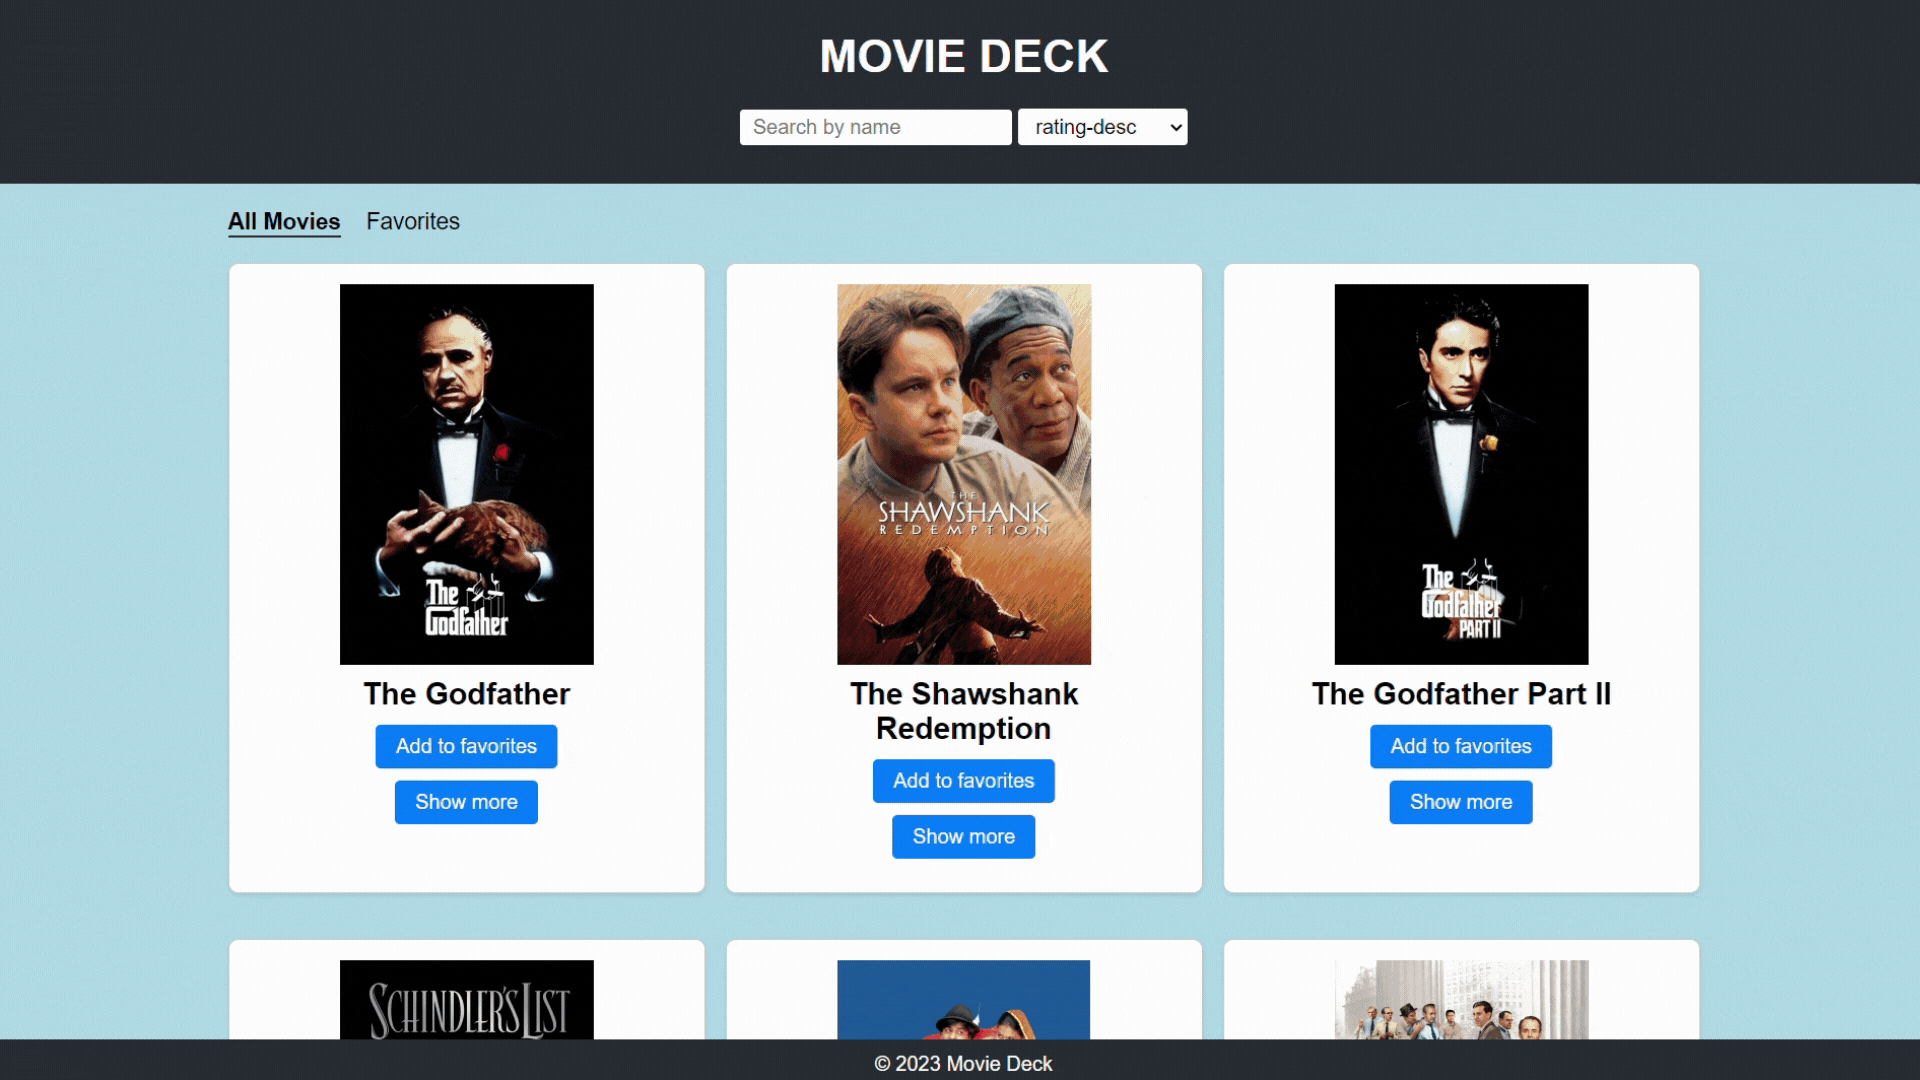 MOVIE DECK
Search by name
rating-desc
All Movies
Favorites
The
Godfather
THE
SHAWSHANK
REDEMPTION
The
Godfather
PART II
The Godfather
Add to favorites
Show more
The Shawshank
Redemption
Add to favorites
Show more
The Godfather Part II
Add to favorites
Show more
SCHINDLER'S LIST
© 2023 Movie Deck